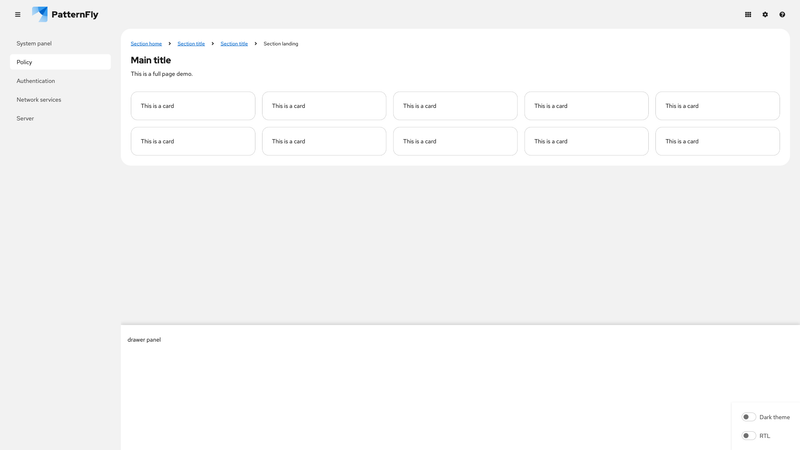 PatternFly
System panel
Policy
Authentication
Network services
Server
Section home Section title Section title Section landing
Main title
This is a full page demo.
This is a card This is a card This is a card This is a card This is a card
This is a card This is a card This is a card This is a card This is a card
drawer panel
Dark theme
RTL